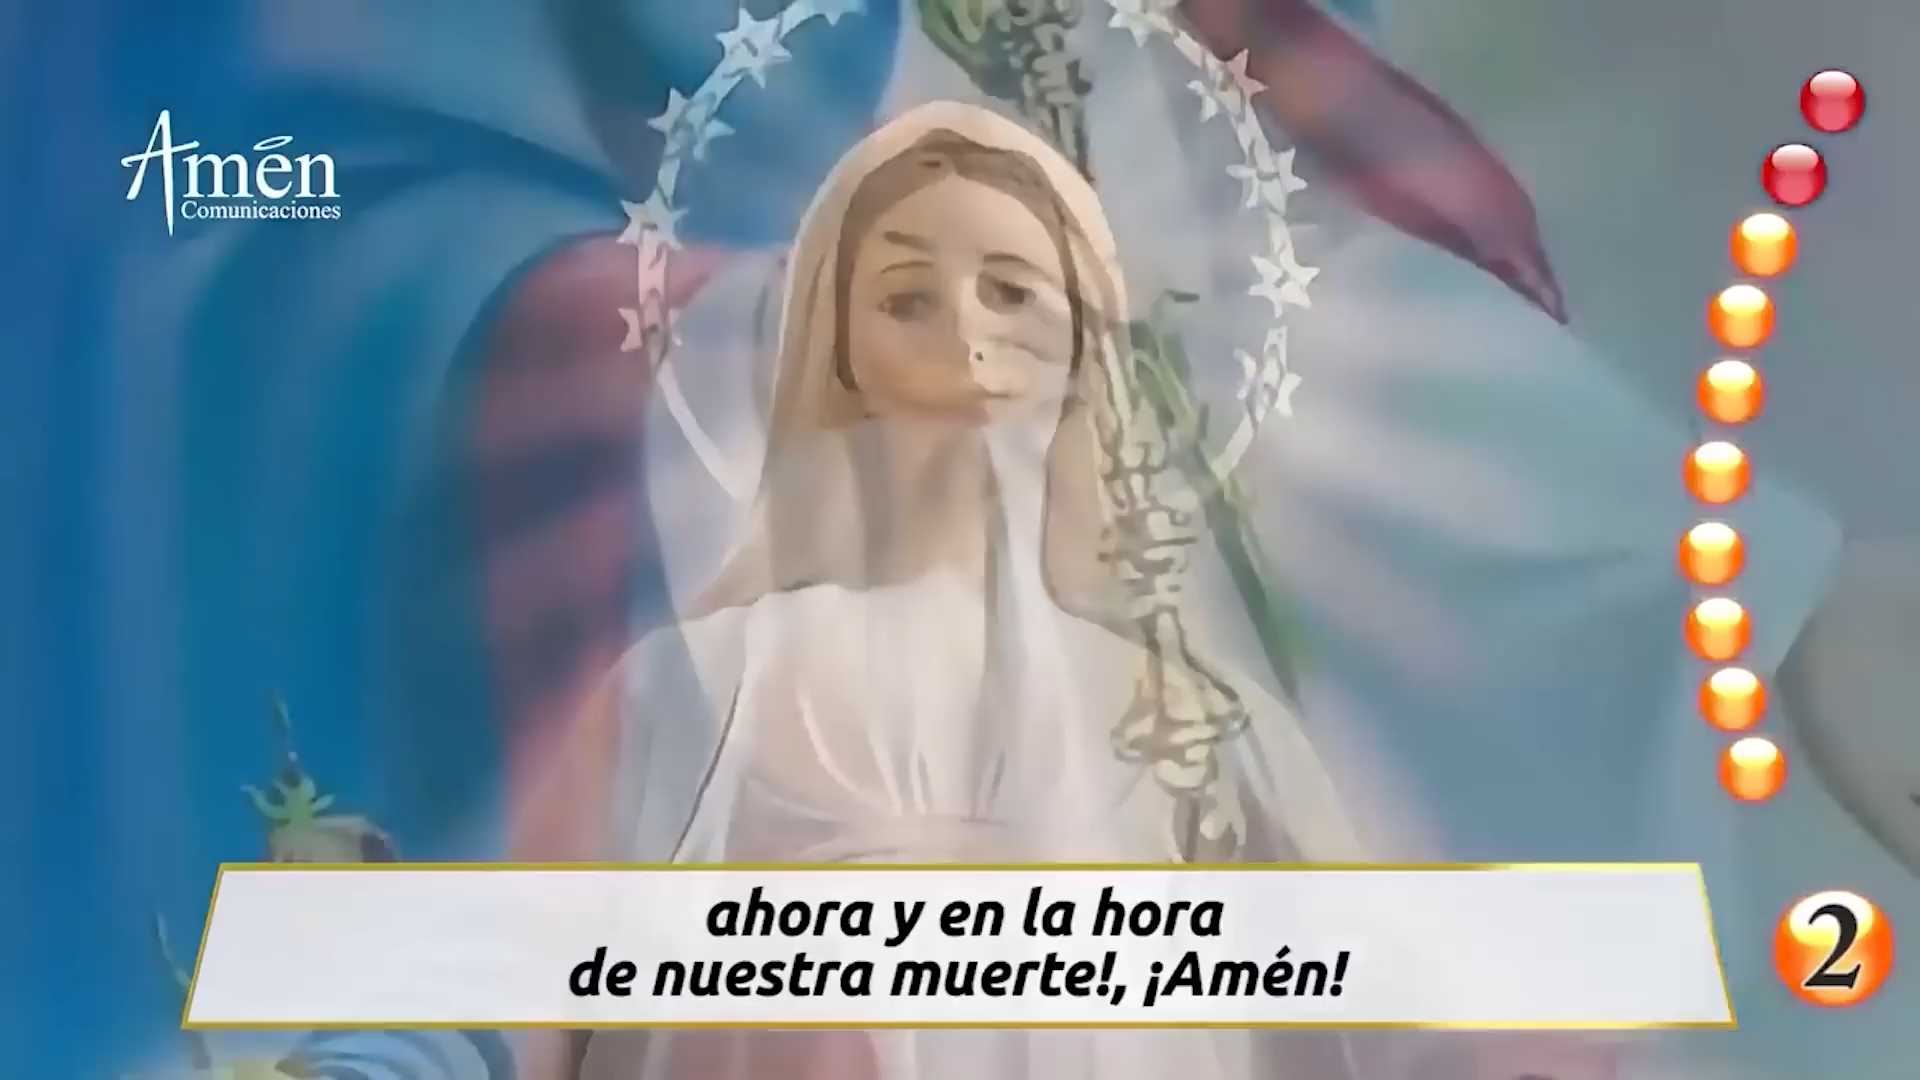 Amén
Comunicaciones
ahora y en la hora
de nuestra muerte!, ¡Amén!
2